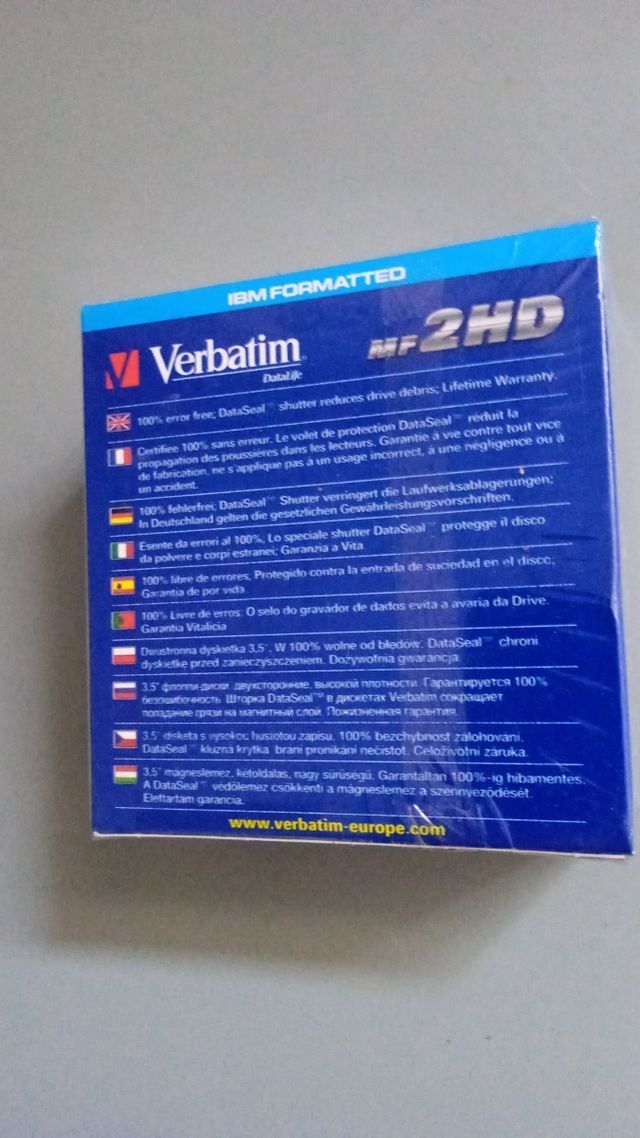 IBM FORMATTED
Verbatim
DataLife
MF 2HD
100% error free; DataSeal™ shutter reduces drive debris; Lifetime Warranty.
Certifiee 100% sans erreur. Le volet de protection DataSeal™ réduit la
propagation des poussières dans les lecteurs. Garantie à vie contre tout vice
de fabrication, ne s'applique pas à un usage incorrect, à une négligence ou à
un accident.
100% fehlerfrei; DataSeal™ Shutter verringert die Laufwerksablagerungen;
In Deutschland gelten die gesetzlichen Gewährleistungsvorschriften.
Esente da errori al 100%; Lo speciale shutter DataSeal™ protegge il disco
da polvere e corpi estranei; Garanzia a Vita
100% libre de errores, Protegido contra la entrada de suciedad en el disco,
Garantia de por vida.
100% Livre de erros. O selo do gravador de dados evita a avaria da Drive.
Garantia Vitalicia
Dwustronna dyskietka 3,5". W 100% wolne od błedow. DataSeal™ chroni
dyskietke przed zanieczyszczeniem. Dozywotnia gwarancja.
3,5" флоппи-диски, двухсторонние, высокой плотности. Гарантируется 100%
безошибочность. Шторка DataSeal™ в дискетах Verbatim сокращает
попадание грязи на магнитный слой. Пожизненная гарантия.
3,5" disketa s vysokou hustotou zápisu. 100% bezchybnost zálohování.
DataSeal™ kluzná krytka brání pronikání nečistot. Celoživotní záruka.
3,5" mágneslemez, kétoldalas, nagy sűrűségű. Garantáltan 100%-ig hibamentes.
A DataSeal™ védőlemez csökkenti a mágneslemez a szennyeződését.
Élettartam garancia.
www.verbatim-europe.com